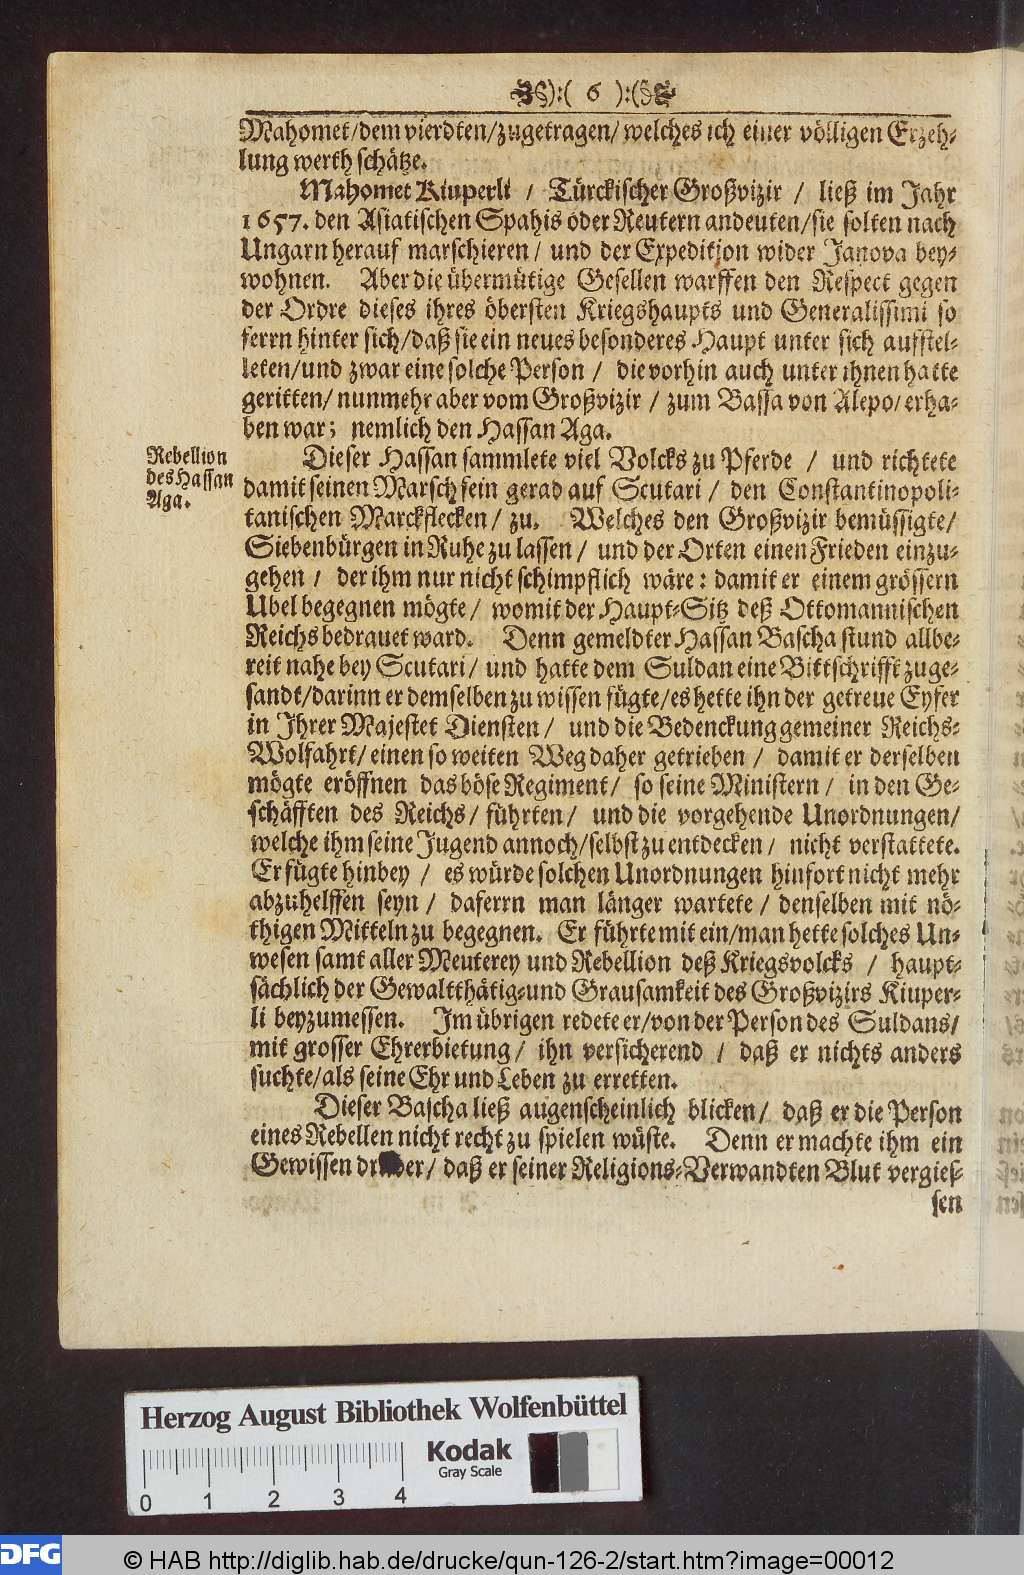 ):( 6 ):(
Mahomet/dem vierdten/zugetragen/ welches ich einer völligen Erzeh-
lung werth schätze.
Mahomet Kiuperli / Türckischer Großvizir / ließ im Jahr
1657. den Asiatischen Spahis oder Reutern andeuten/sie solten nach
Ungarn herauf marschieren/ und der Expedition wider Janova bey-
wohnen. Aber die übermütige Gesellen warffen den Respect gegen
der Ordre dieses ihres öbersten Kriegshaupts und Generalissimi so
ferrn hinter sich/daß sie ein neues besonderes Haupt unter sich aufstel-
leten/und zwar eine solche Person / die vorhin auch unter ihnen hatte
geritten/ nunmehr aber vom Großvizir / zum Bassa von Alepo/ erha-
ben war; nemlich den Hassan Aga.
Rebellion
des Hassan
Aga.
Dieser Hassan sammlete viel Volcks zu Pferde / und richtete
damit seinen Marsch fein gerad auf Scutari / den Constantinopoli-
tanischen Marckflecken/ zu. Welches den Großvizir bemüssigte/
Siebenbürgen in Ruhe zu lassen/ und der Orten einen Frieden einzu-
gehen / der ihm nur nicht schimpflich wäre: damit er einem grössern
Ubel begegnen mögte/ womit der Haupt-Sitz deß Ottomannischen
Reichs bedrauet ward. Denn gemeldter Hassan Bascha stund allbe-
reit nahe bey Scutari/ und hatte dem Suldan eine Bittschrifft zuge-
sandt/darinn er demselben zu wissen fügte/es hette ihn der getreue Eyfer
in Ihrer Majestet Diensten/ und die Bedenckung gemeiner Reichs-
Wolfahrt/einen so weiten Weg daher getrieben / damit er derselben
mögte eröffnen das böse Regiment/ so seine Ministern/ in den Ge-
schäfften des Reichs/ führten/ und die vorgehende Unordnungen/
welche ihm seine Jugend annoch/selbst zu entdecken/ nicht verstattete.
Er fügte hinbey / es würde solchen Unordnungen hinfort nicht mehr
abzuhelffen seyn/ daferrn man länger wartete/ denselben mit nö-
thigen Mitteln zu begegnen. Er führte mit ein/man hette solches Un-
wesen samt aller Meuterey und Rebellion deß Kriegsvolcks / haupt-
sächlich der Gewaltthätig-und Grausamkeit des Großvizirs Kiuper-
li beyzumessen. Im übrigen redete er/von der Person des Suldans/
mit grosser Ehrerbietung/ ihn versicherend / daß er nichts anders
suchte/als seine Ehr und Leben zu erretten.
Dieser Bascha ließ augenscheinlich blicken/ daß er die Person
eines Rebellen nicht recht zu spielen wüste. Denn er machte ihm ein
Gewissen / daß er seiner Religions-Verwandten Blut vergies-
sen
Herzog August Bibliothek Wolfenbüttel
0 1 2 3 4
Kodak
Gray Scale
DFG
© HAB http://diglib.hab.de/drucke/qun-126-2/start.htm?image=00012